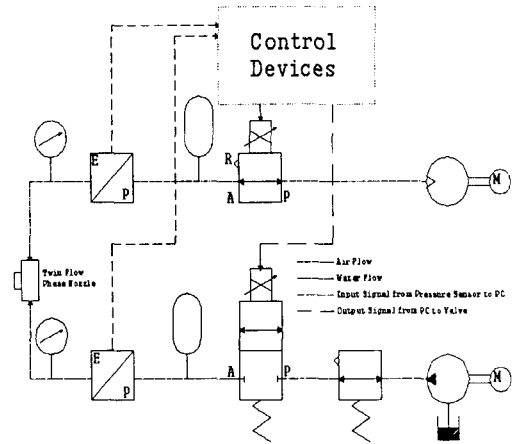 Control
Devices
E
P
R
A
P
M
Twin Flow
Phase Nozzle
Air Flow
Water Flow
Input Signal from Pressure Sensor to PC
Output Signal from PC to Valve
E
P
A
P
M